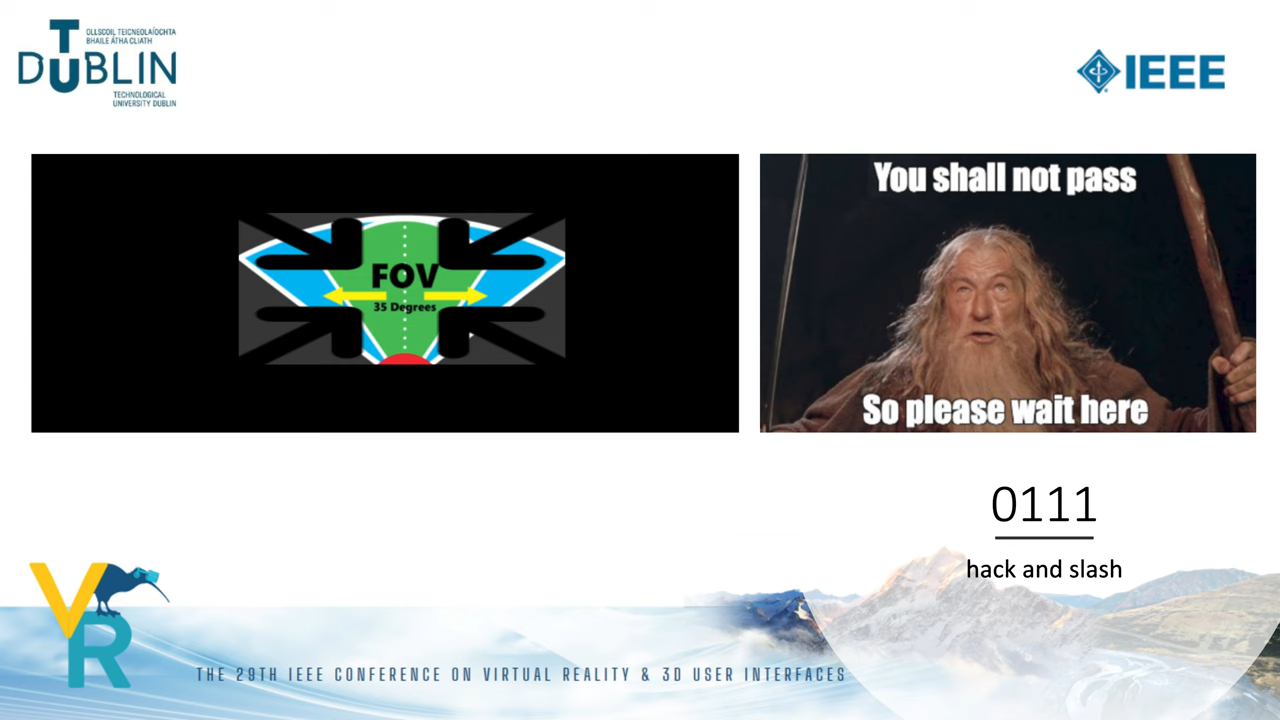 OLLSCOIL TEICNEOLAÍOCHTA
BHAILE ÁTHA CLIATH
TU DUBLIN
TECHNOLOGICAL
UNIVERSITY DUBLIN
IEEE
FOV
35 Degrees
You shall not pass
So please wait here
0111
hack and slash
VR
THE 29TH IEEE CONFERENCE ON VIRTUAL REALITY & 3D USER INTERFACES